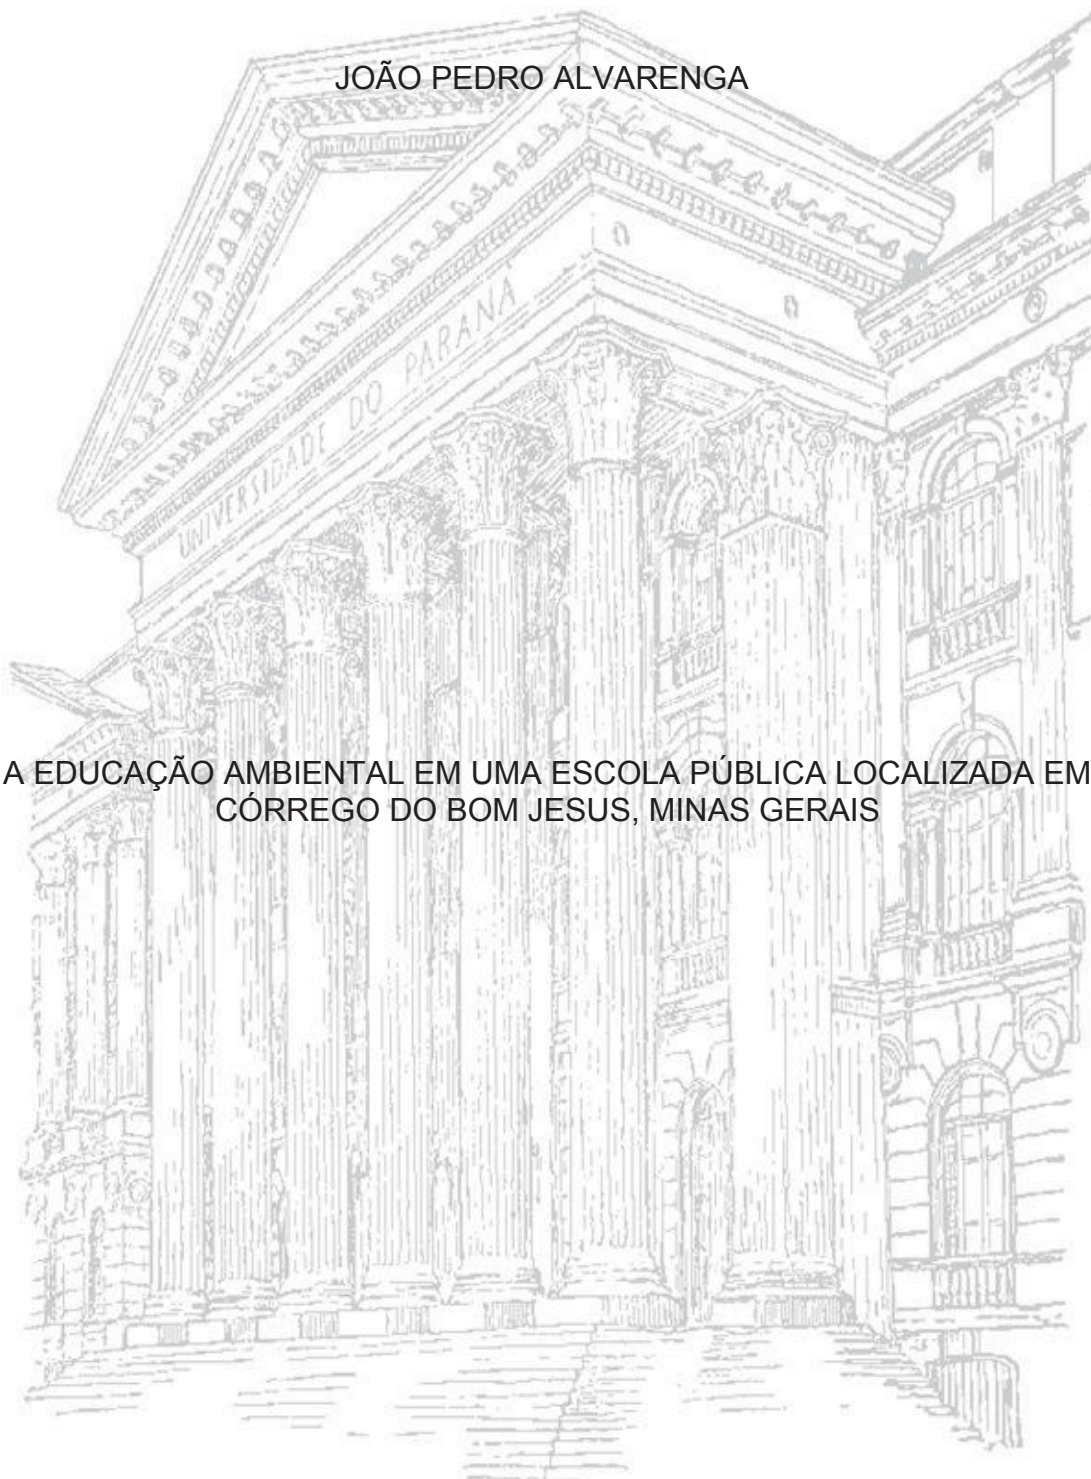 JOÃO PEDRO ALVARENGA
UNIVERSIDADE DO PARANÁ
A EDUCAÇÃO AMBIENTAL EM UMA ESCOLA PÚBLICA LOCALIZADA EM
CÓRREGO DO BOM JESUS, MINAS GERAIS